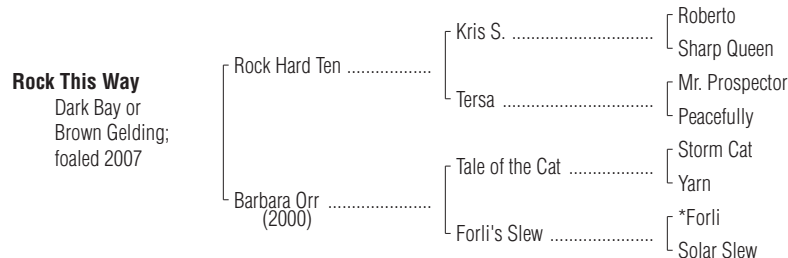 Rock This Way
Dark Bay or
Brown Gelding;
foaled 2007
Rock Hard Ten ..................
Barbara Orr ......................
(2000)
Kris S. ..............................
Tersa ................................
Tale of the Cat ..................
Forli's Slew ......................
Roberto
Sharp Queen
Mr. Prospector
Peacefully
Storm Cat
Yarn
*Forli
Solar Slew